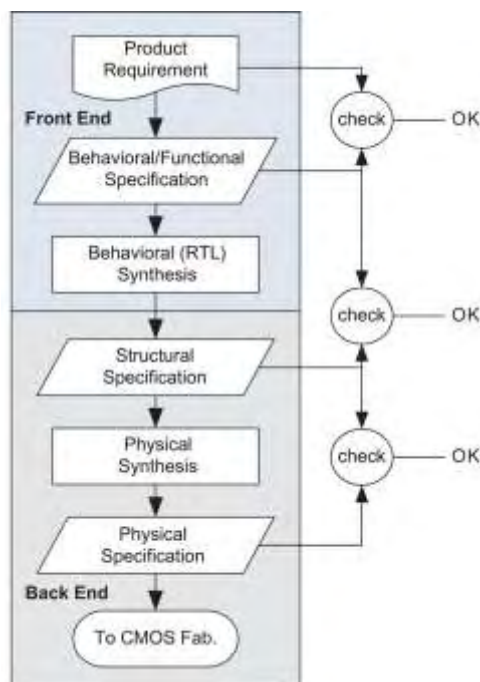 Product
Requirement
Front End
check
OK
Behavioral/Functional
Specification
Behavioral (RTL)
Synthesis
check
OK
Structural
Specification
Physical
Synthesis
check
OK
Physical
Specification
Back End
To CMOS Fab.